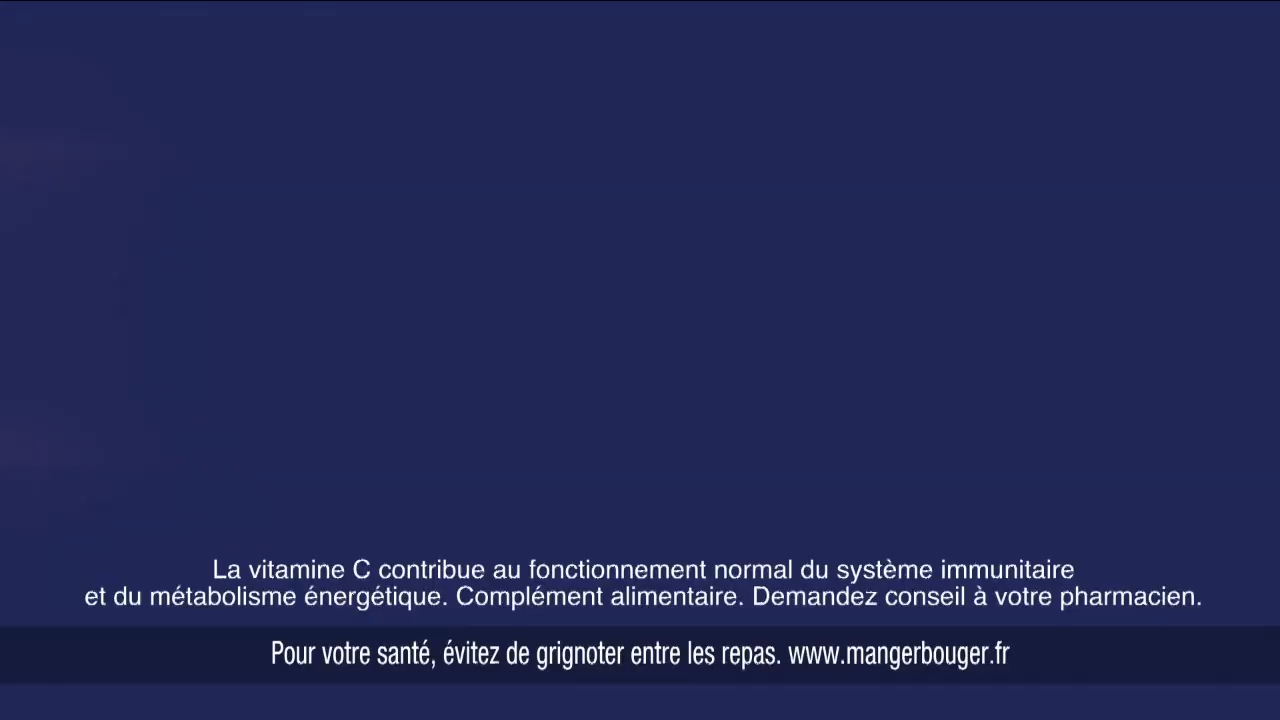 La vitamine C contribue au fonctionnement normal du système immunitaire
et du métabolisme énergétique. Complément alimentaire. Demandez conseil à votre pharmacien.
Pour votre santé, évitez de grignoter entre les repas. www.mangerbouger.fr